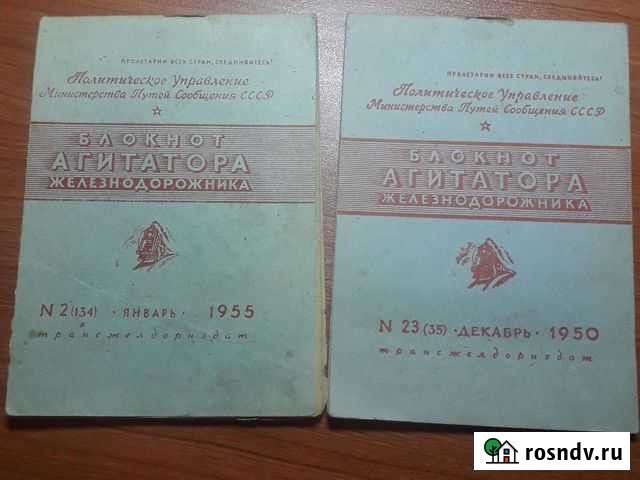 ПРОЛЕТАРИИ ВСЕХ СТРАН, СОЕДИНЯЙТЕСЬ!
Политическое Управление
Министерства Путей Сообщения СССР
БЛОКНОТ
АГИТАТОРА
ЖЕЛЕЗНОДОРОЖНИКА
N 2 (134) • ЯНВАРЬ • 1955
трансжелдориздат
ПРОЛЕТАРИИ ВСЕХ СТРАН, СОЕДИНЯЙТЕСЬ!
Политическое Управление
Министерства Путей Сообщения СССР
БЛОКНОТ
АГИТАТОРА
ЖЕЛЕЗНОДОРОЖНИКА
N 23 (35) • ДЕКАБРЬ • 1950
трансжелдориздат
rosndv.ru